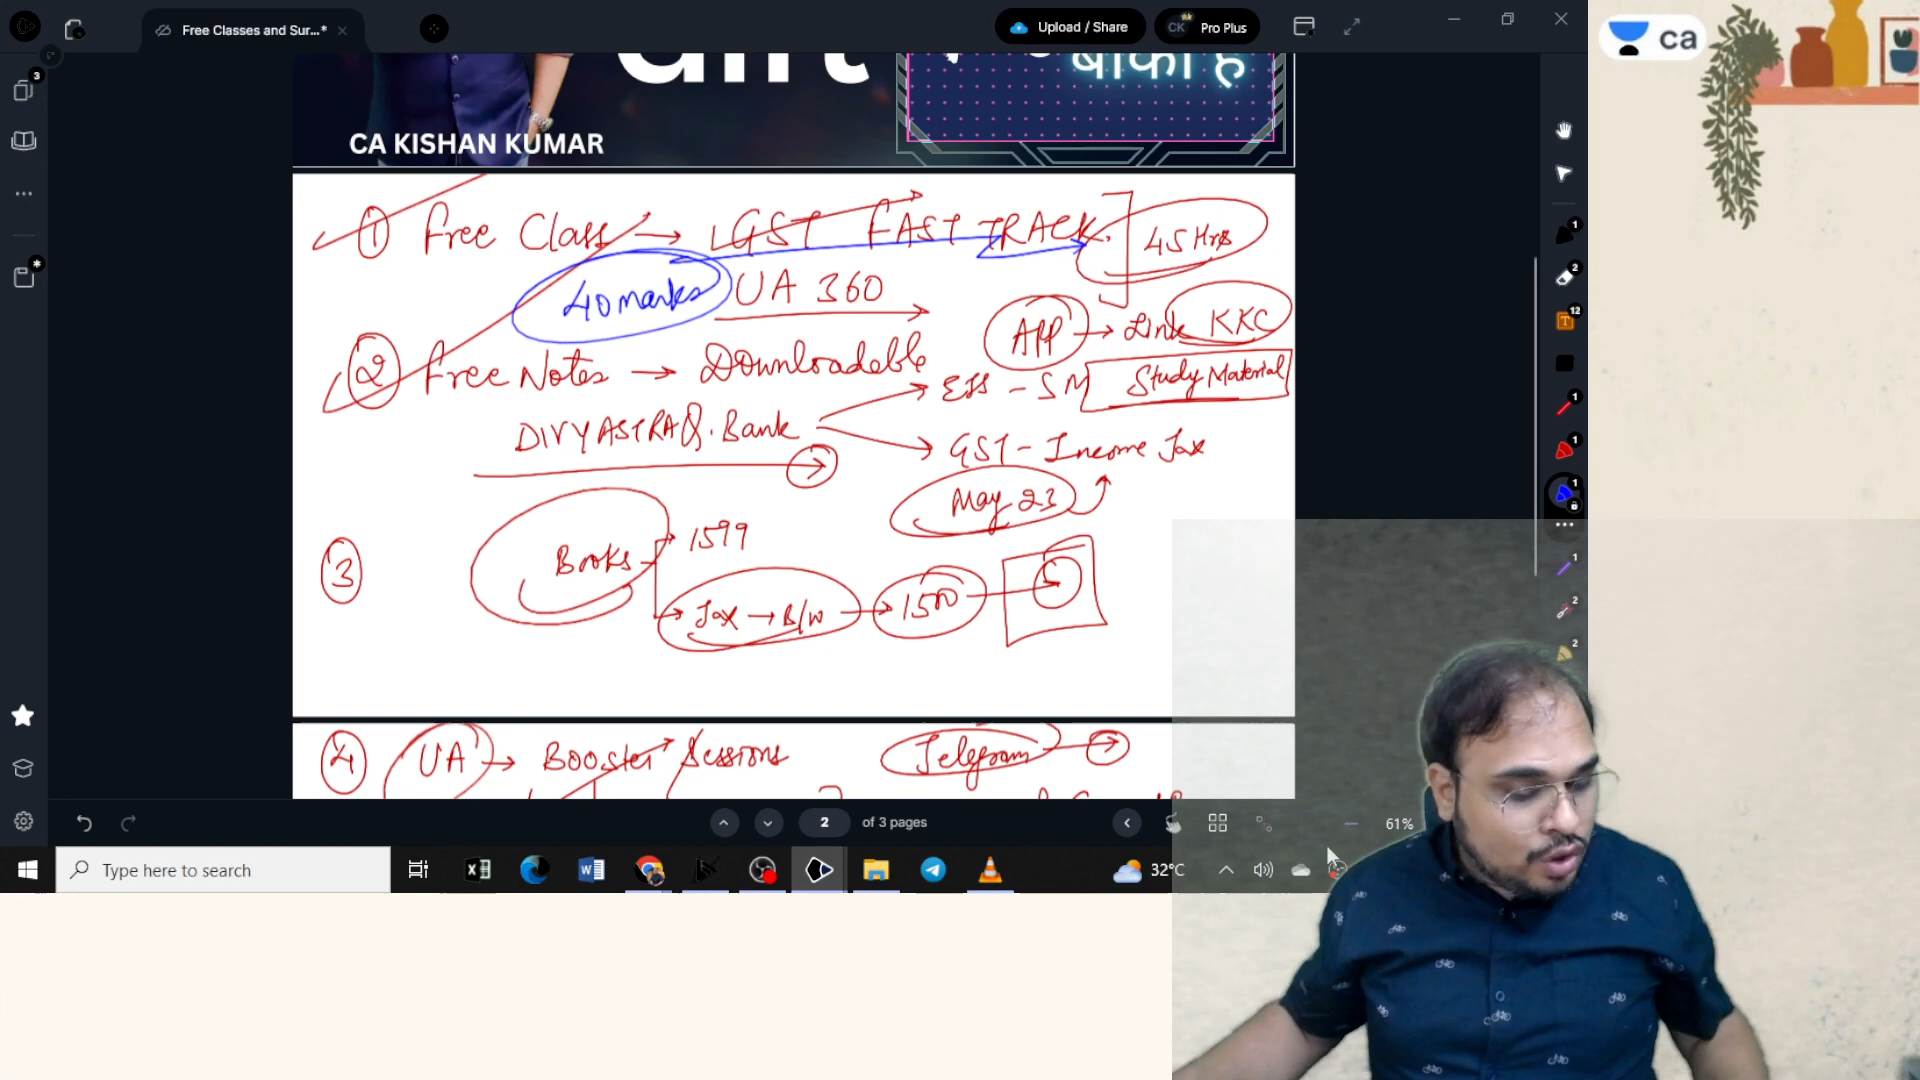 Free Classes and Sur...*
Upload / Share
CK
Pro Plus
ca
बाकी है
CA KISHAN KUMAR
① Free Class → GST FAST TRACK
45 Hrs
40 marks
UA 360
App → Link KKC
② Free Notes → Downloadable
EIS - SM
Study Material
DIVYASTRA Q. Bank
GST - Income Tax
May 23
③ Books
1599
Tax → B/W → 1500
④ UA → Booster Sessions
Telegram →
2 of 3 pages
61%
Type here to search
32°C